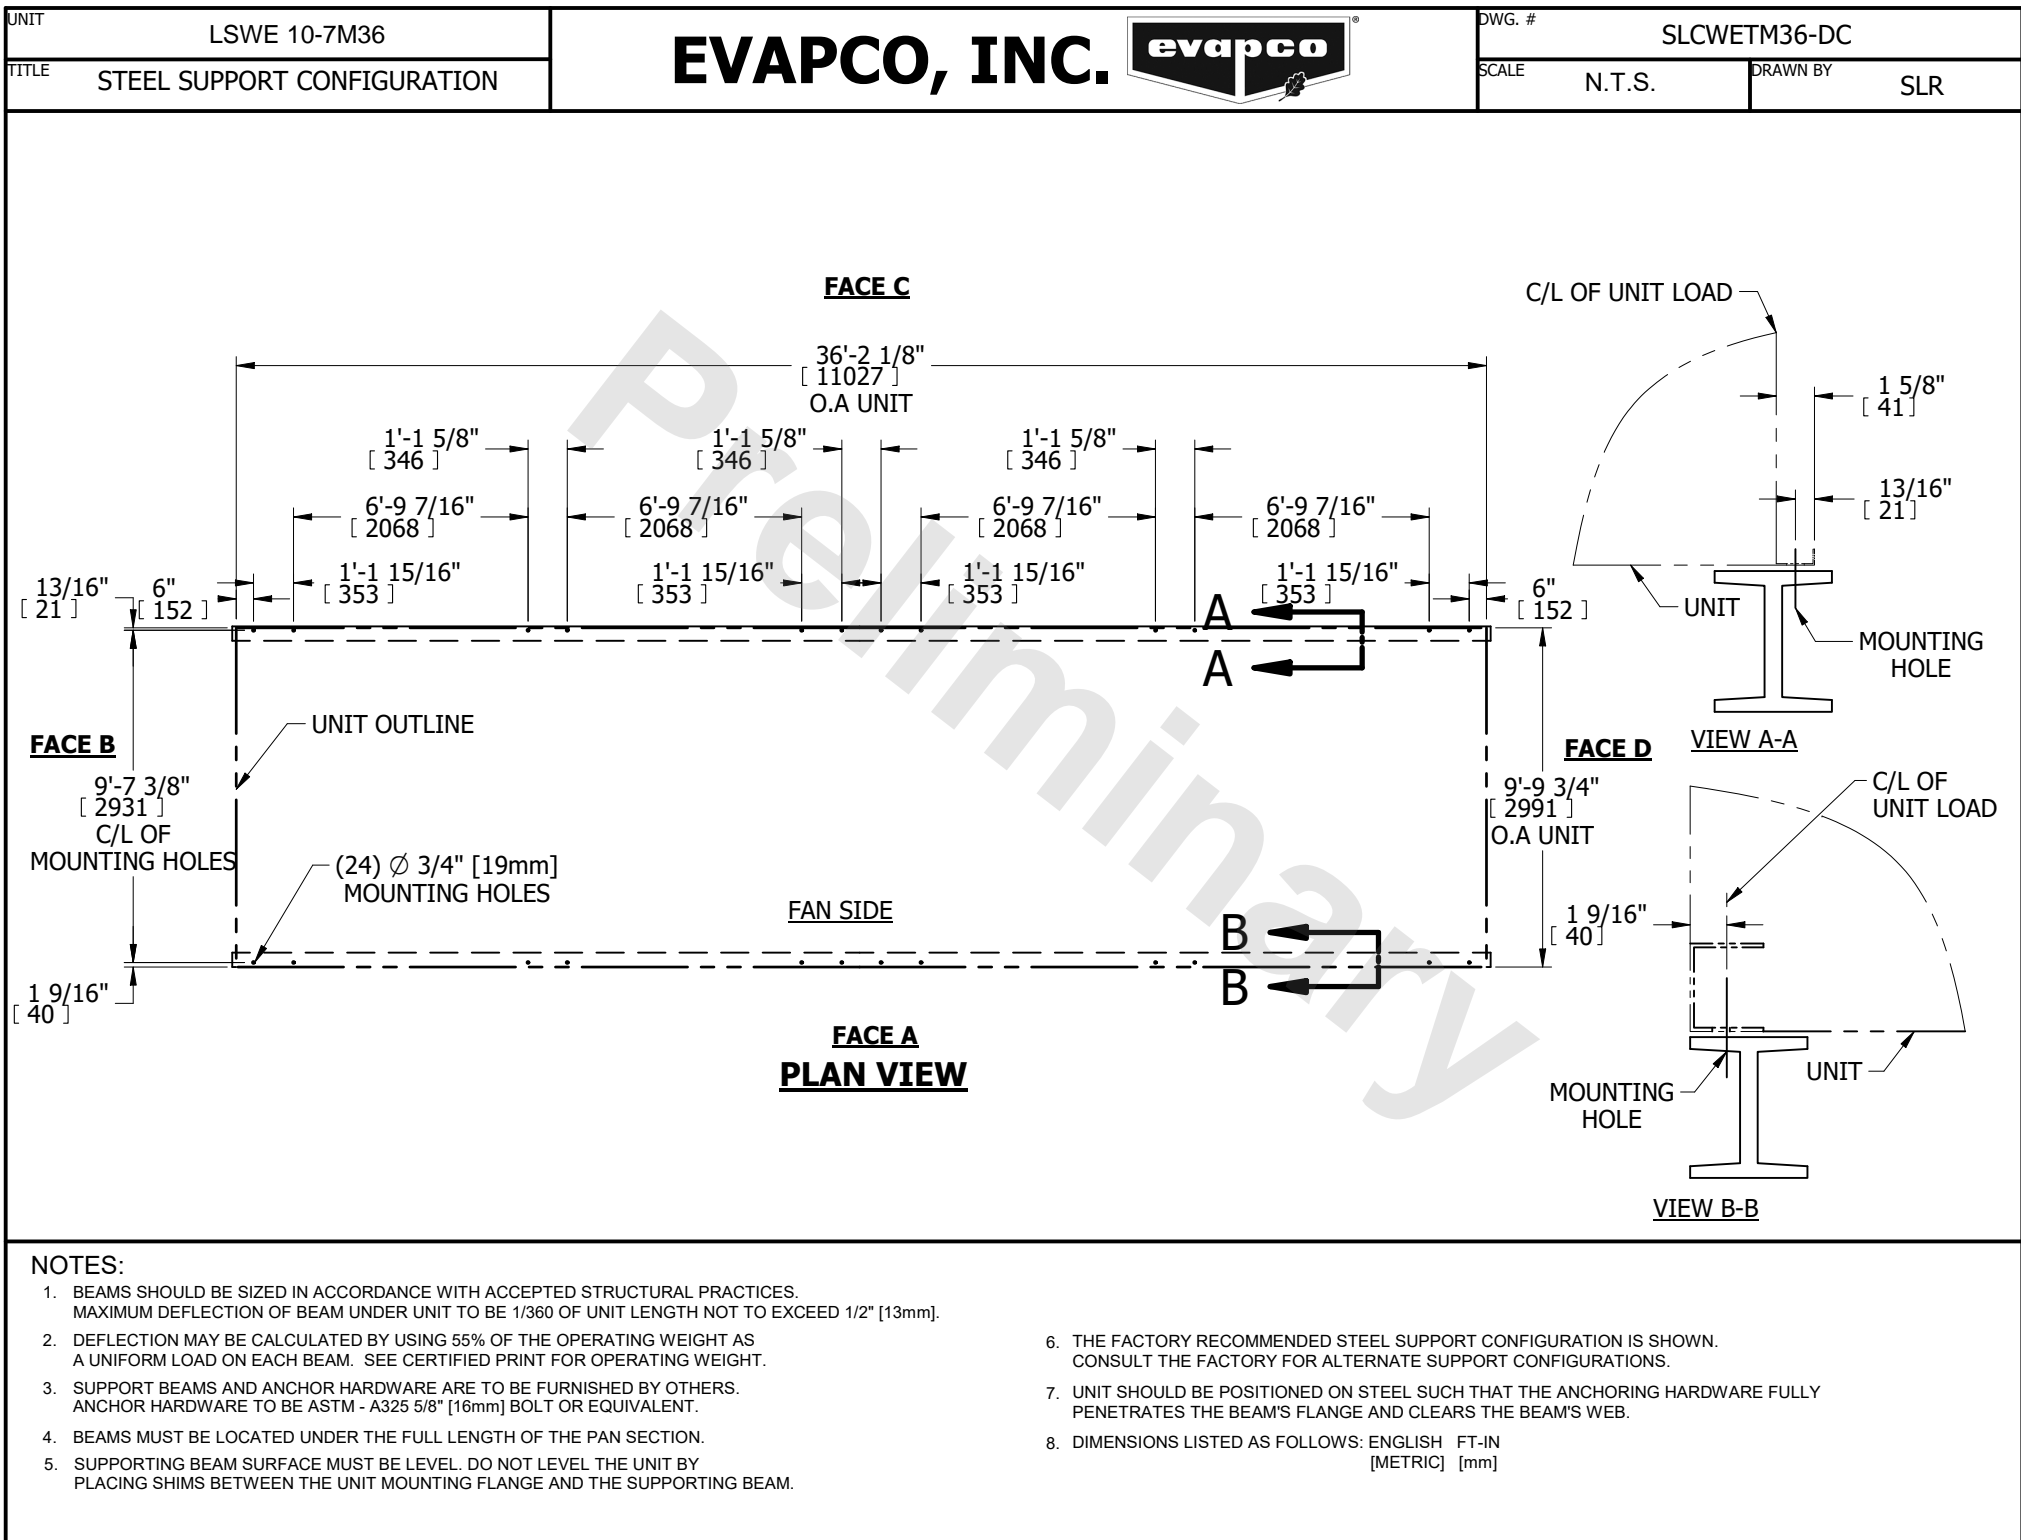 UNIT
LSWE 10-7M36
TITLE
STEEL SUPPORT CONFIGURATION
EVAPCO, INC.
evapco
®
DWG. #
SLCWETM36-DC
SCALE
N.T.S.
DRAWN BY
SLR
FACE C
36'-2 1/8"
[ 11027 ]
O.A UNIT
1'-1 5/8"
[ 346 ]
1'-1 5/8"
[ 346 ]
1'-1 5/8"
[ 346 ]
6'-9 7/16"
[ 2068 ]
6'-9 7/16"
[ 2068 ]
6'-9 7/16"
[ 2068 ]
6'-9 7/16"
[ 2068 ]
13/16"
[ 21 ]
6"
[ 152 ]
1'-1 15/16"
[ 353 ]
1'-1 15/16"
[ 353 ]
1'-1 15/16"
[ 353 ]
1'-1 15/16"
[ 353 ]
6"
[ 152 ]
A
A
UNIT OUTLINE
FACE B
9'-7 3/8"
[ 2931 ]
C/L OF
MOUNTING HOLES
(24) Ø 3/4" [19mm]
MOUNTING HOLES
FAN SIDE
B
B
1 9/16"
[ 40 ]
FACE D
9'-9 3/4"
[ 2991 ]
O.A UNIT
FACE A
PLAN VIEW
Preliminary
C/L OF UNIT LOAD
1 5/8"
[ 41 ]
13/16"
[ 21 ]
UNIT
MOUNTING
HOLE
VIEW A-A
C/L OF
UNIT LOAD
1 9/16"
[ 40 ]
UNIT
MOUNTING
HOLE
VIEW B-B
NOTES:
1. BEAMS SHOULD BE SIZED IN ACCORDANCE WITH ACCEPTED STRUCTURAL PRACTICES.
MAXIMUM DEFLECTION OF BEAM UNDER UNIT TO BE 1/360 OF UNIT LENGTH NOT TO EXCEED 1/2" [13mm].
2. DEFLECTION MAY BE CALCULATED BY USING 55% OF THE OPERATING WEIGHT AS
A UNIFORM LOAD ON EACH BEAM. SEE CERTIFIED PRINT FOR OPERATING WEIGHT.
3. SUPPORT BEAMS AND ANCHOR HARDWARE ARE TO BE FURNISHED BY OTHERS.
ANCHOR HARDWARE TO BE ASTM - A325 5/8" [16mm] BOLT OR EQUIVALENT.
4. BEAMS MUST BE LOCATED UNDER THE FULL LENGTH OF THE PAN SECTION.
5. SUPPORTING BEAM SURFACE MUST BE LEVEL. DO NOT LEVEL THE UNIT BY
PLACING SHIMS BETWEEN THE UNIT MOUNTING FLANGE AND THE SUPPORTING BEAM.
6. THE FACTORY RECOMMENDED STEEL SUPPORT CONFIGURATION IS SHOWN.
CONSULT THE FACTORY FOR ALTERNATE SUPPORT CONFIGURATIONS.
7. UNIT SHOULD BE POSITIONED ON STEEL SUCH THAT THE ANCHORING HARDWARE FULLY
PENETRATES THE BEAM'S FLANGE AND CLEARS THE BEAM'S WEB.
8. DIMENSIONS LISTED AS FOLLOWS: ENGLISH FT-IN
[METRIC] [mm]